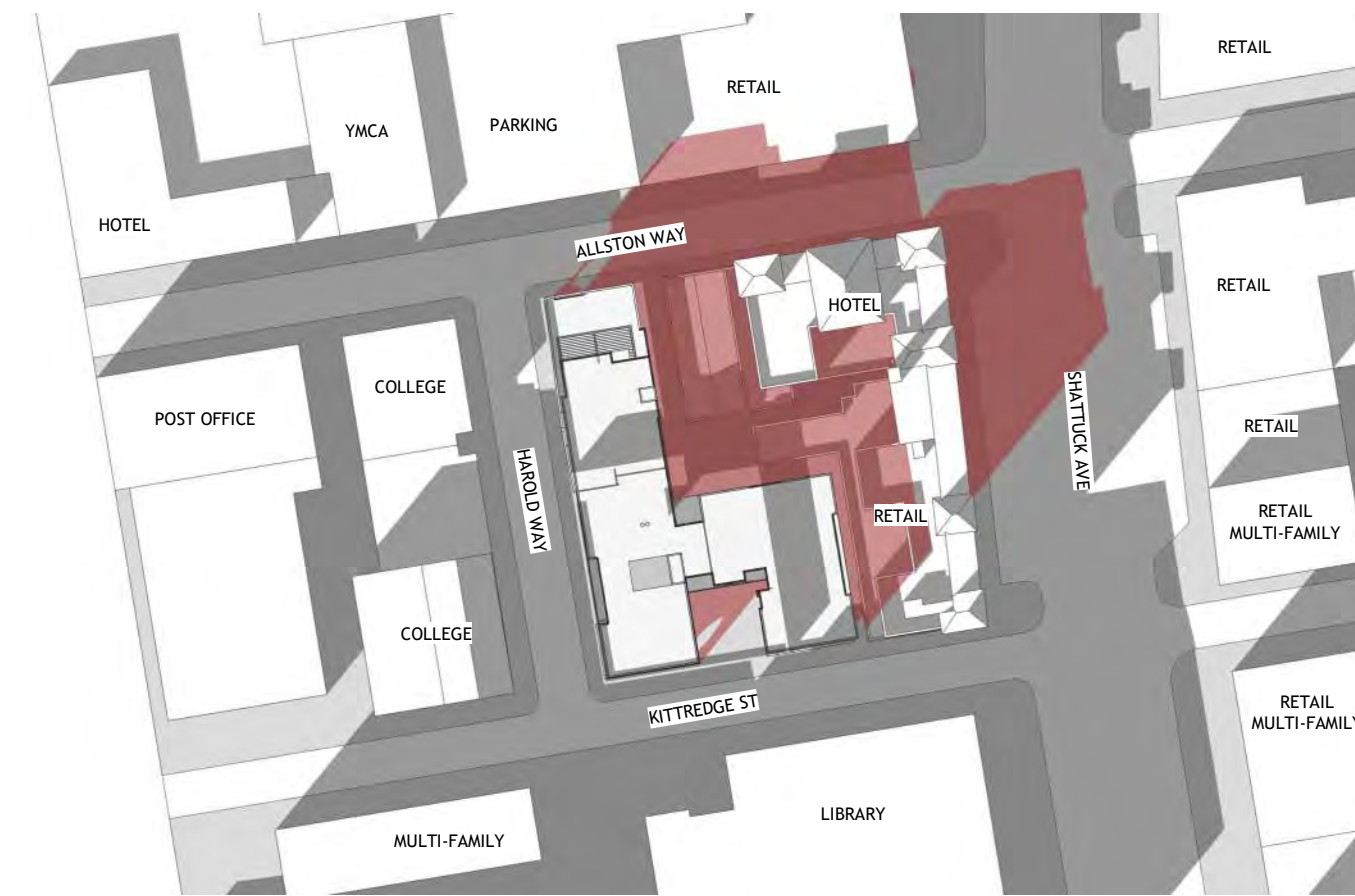 RETAIL
RETAIL
YMCA
PARKING
HOTEL
ALLSTON WAY
RETAIL
HOTEL
COLLEGE
POST OFFICE
SHATTUCK AVE
RETAIL
HAROLD WAY
RETAIL
RETAIL
MULTI-FAMILY
COLLEGE
KITTREDGE ST
RETAIL
MULTI-FAMILY
LIBRARY
MULTI-FAMILY